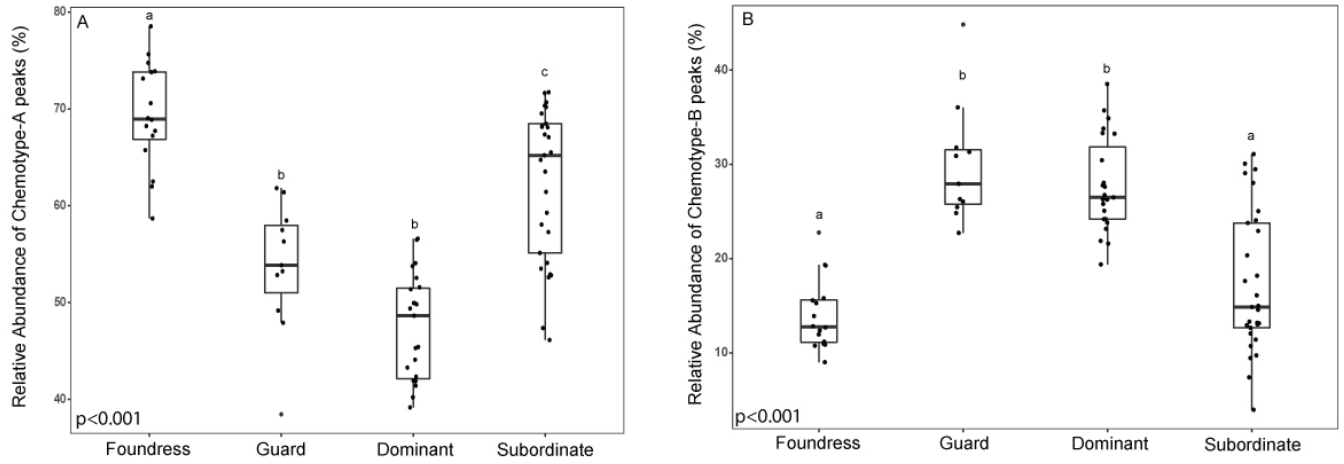 A
Relative Abundance of Chemotype-A peaks (%)
80
70
60
50
40
a
b
b
c
p<0.001
Foundress Guard Dominant Subordinate
B
Relative Abundance of Chemotype-B peaks (%)
40
30
20
10
a
b
b
a
p<0.001
Foundress Guard Dominant Subordinate